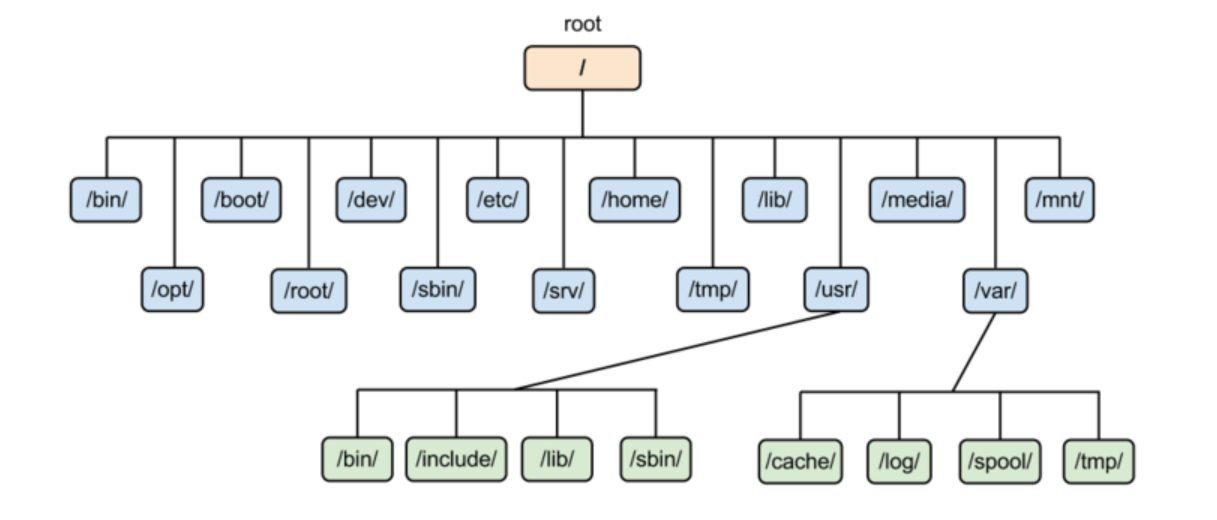 root
/
/bin/ /boot/ /dev/ /etc/ /home/ /lib/ /media/ /mnt/
/opt/ /root/ /sbin/ /srv/ /tmp/ /usr/ /var/
/bin/ /include/ /lib/ /sbin/ /cache/ /log/ /spool/ /tmp/